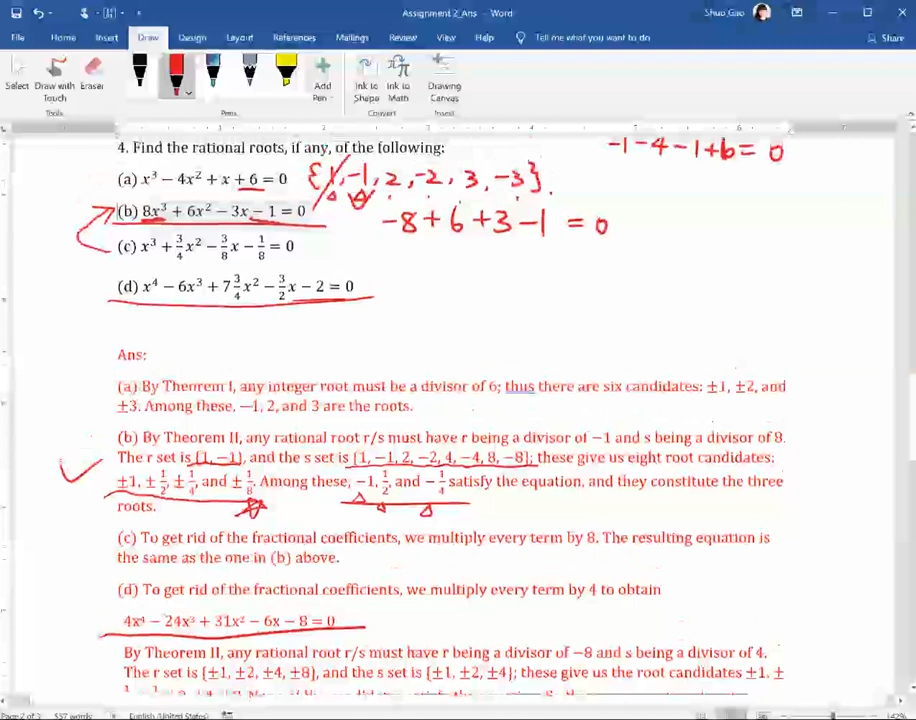 Assignment 2_Ans - Word
Shuo Gao
File Home Insert Draw Design Layout References Mailings Review View Help Tell me what you want to do Share
Select Draw with Touch Eraser Add Pen Ink to Shape Ink to Math Drawing Canvas
Tools Pens Convert Insert
4. Find the rational roots, if any, of the following:
-1-4-1+6=0
(a) x³ − 4x² + x + 6 = 0 {1, -1, 2, -2, 3, -3}.
(b) 8x³ + 6x² − 3x − 1 = 0 -8+6+3-1 = 0
(c) x³ + 3/4 x² − 3/8 x − 1/8 = 0
(d) x⁴ − 6x³ + 7 3/4 x² − 3/2 x − 2 = 0
Ans:
(a) By Theorem I, any integer root must be a divisor of 6; thus there are six candidates: ±1, ±2, and
±3. Among these, −1, 2, and 3 are the roots.
(b) By Theorem II, any rational root r/s must have r being a divisor of −1 and s being a divisor of 8.
The r set is {1, −1}, and the s set is {1, −1, 2, −2, 4, −4, 8, −8}; these give us eight root candidates:
±1, ± 1/2, ± 1/4, and ± 1/8. Among these, −1, 1/2, and − 1/4 satisfy the equation, and they constitute the three
roots.
(c) To get rid of the fractional coefficients, we multiply every term by 8. The resulting equation is
the same as the one in (b) above.
(d) To get rid of the fractional coefficients, we multiply every term by 4 to obtain
4x⁴ − 24x³ + 31x² − 6x − 8 = 0
By Theorem II, any rational root r/s must have r being a divisor of −8 and s being a divisor of 4.
The r set is {±1, ±2, ±4, ±8}, and the s set is {±1, ±2, ±4}; these give us the root candidates ±1, ±
Page 2 of 3 557 words English (United States) 142%